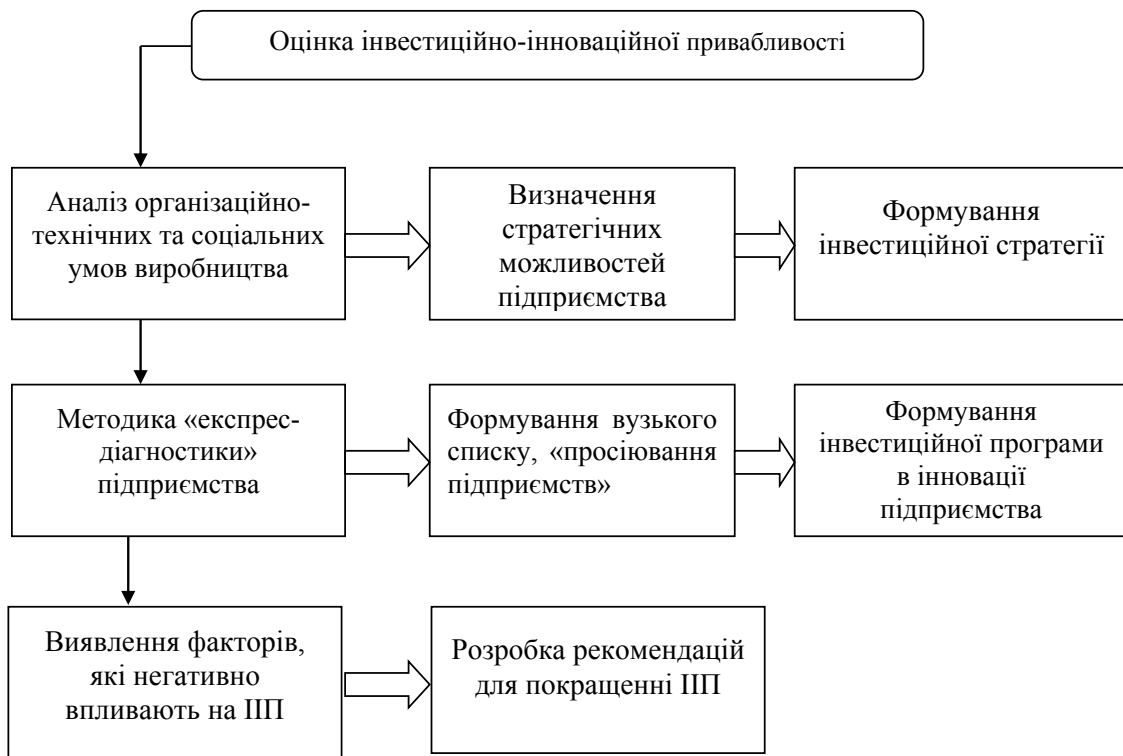 Оцінка інвестиційно-інноваційної привабливості
Аналіз організаційно-
технічних та соціальних
умов виробництва
Визначення
стратегічних
можливостей
підприємства
Формування
інвестиційної стратегії
Методика «експрес-
діагностики»
підприємства
Формування вузького
списку, «просіювання
підприємств»
Формування
інвестиційної програми
в інновації
підприємства
Виявлення факторів,
які негативно
впливають на ІІП
Розробка рекомендацій
для покращенні ІІП